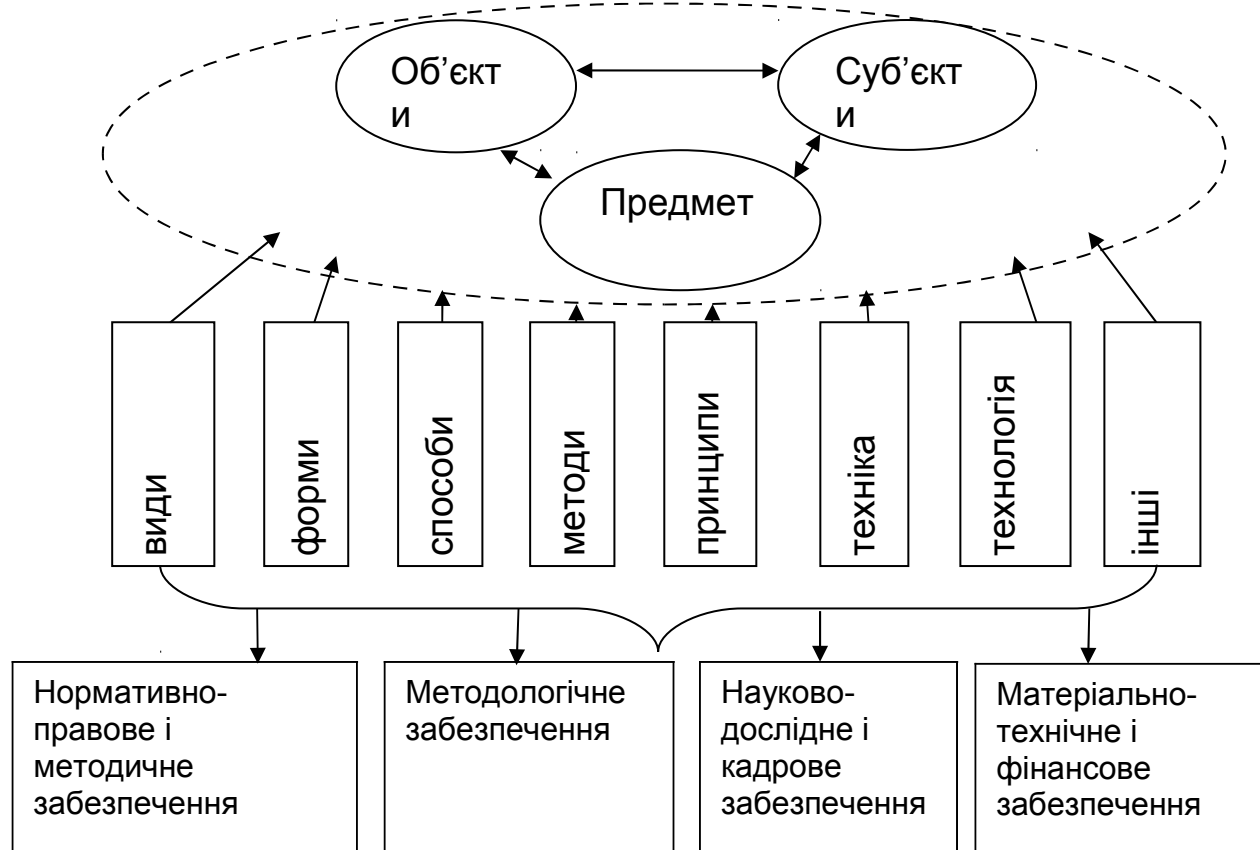 Об’єкт
и
Суб’єкт
и
Предмет
види
форми
способи
методи
принципи
техніка
технологія
інші
Нормативно-
правове і
методичне
забезпечення
Методологічне
забезпечення
Науково-
дослідне і
кадрове
забезпечення
Матеріально-
технічне і
фінансове
забезпечення